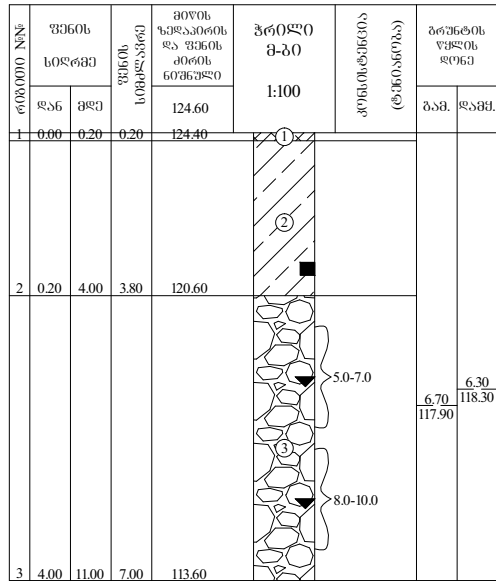 რიგითი №№
ფენის
სიღრმე
დან
მდე
ფენის
სიმძლავრე
მიწის
ზედაპირის
და ფენის
ძირის
ნიშნული
124.60
ჭრილი
მ-ბი
1:100
კონსისტენცია
(ტენიანობა)
გრუნტის
წყლის
დონე
გამ.
დამყ.
1 0.00 0.20 0.20 124.40
1
2
2 0.20 4.00 3.80 120.60
5.0-7.0
6.30
118.30
6.70
117.90
3
8.0-10.0
3 4.00 11.00 7.00 113.60